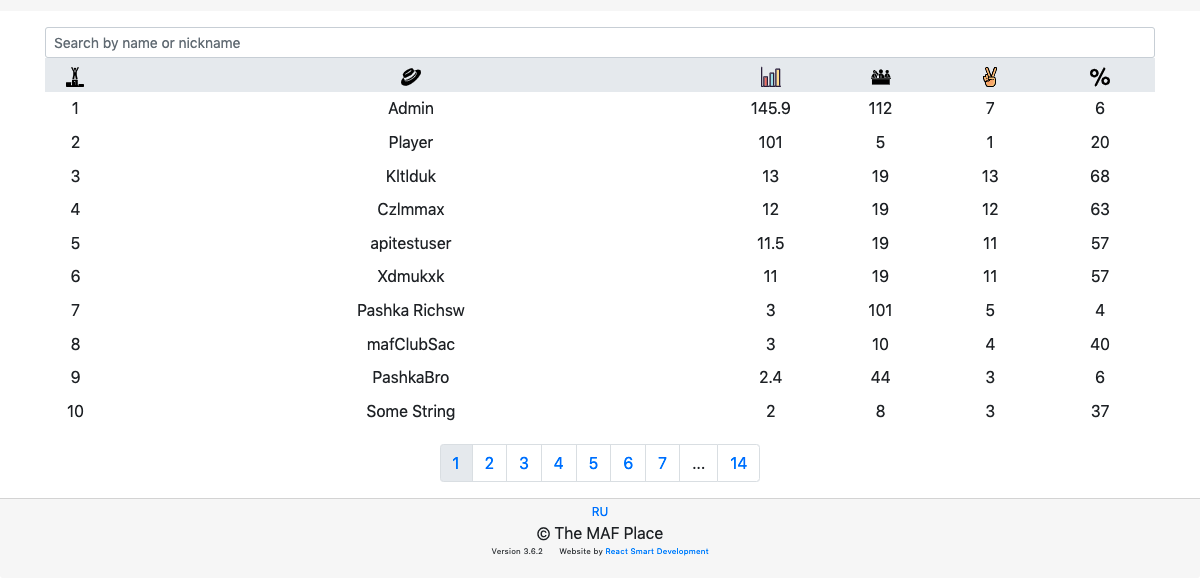 Search by name or nickname
%
1 Admin 145.9 112 7 6
2 Player 101 5 1 20
3 Kltlduk 13 19 13 68
4 Czlmmax 12 19 12 63
5 apitestuser 11.5 19 11 57
6 Xdmukxk 11 19 11 57
7 Pashka Richsw 3 101 5 4
8 mafClubSac 3 10 4 40
9 PashkaBro 2.4 44 3 6
10 Some String 2 8 3 37
1 2 3 4 5 6 7 ... 14
RU
© The MAF Place
Version 3.6.2 Website by React Smart Development